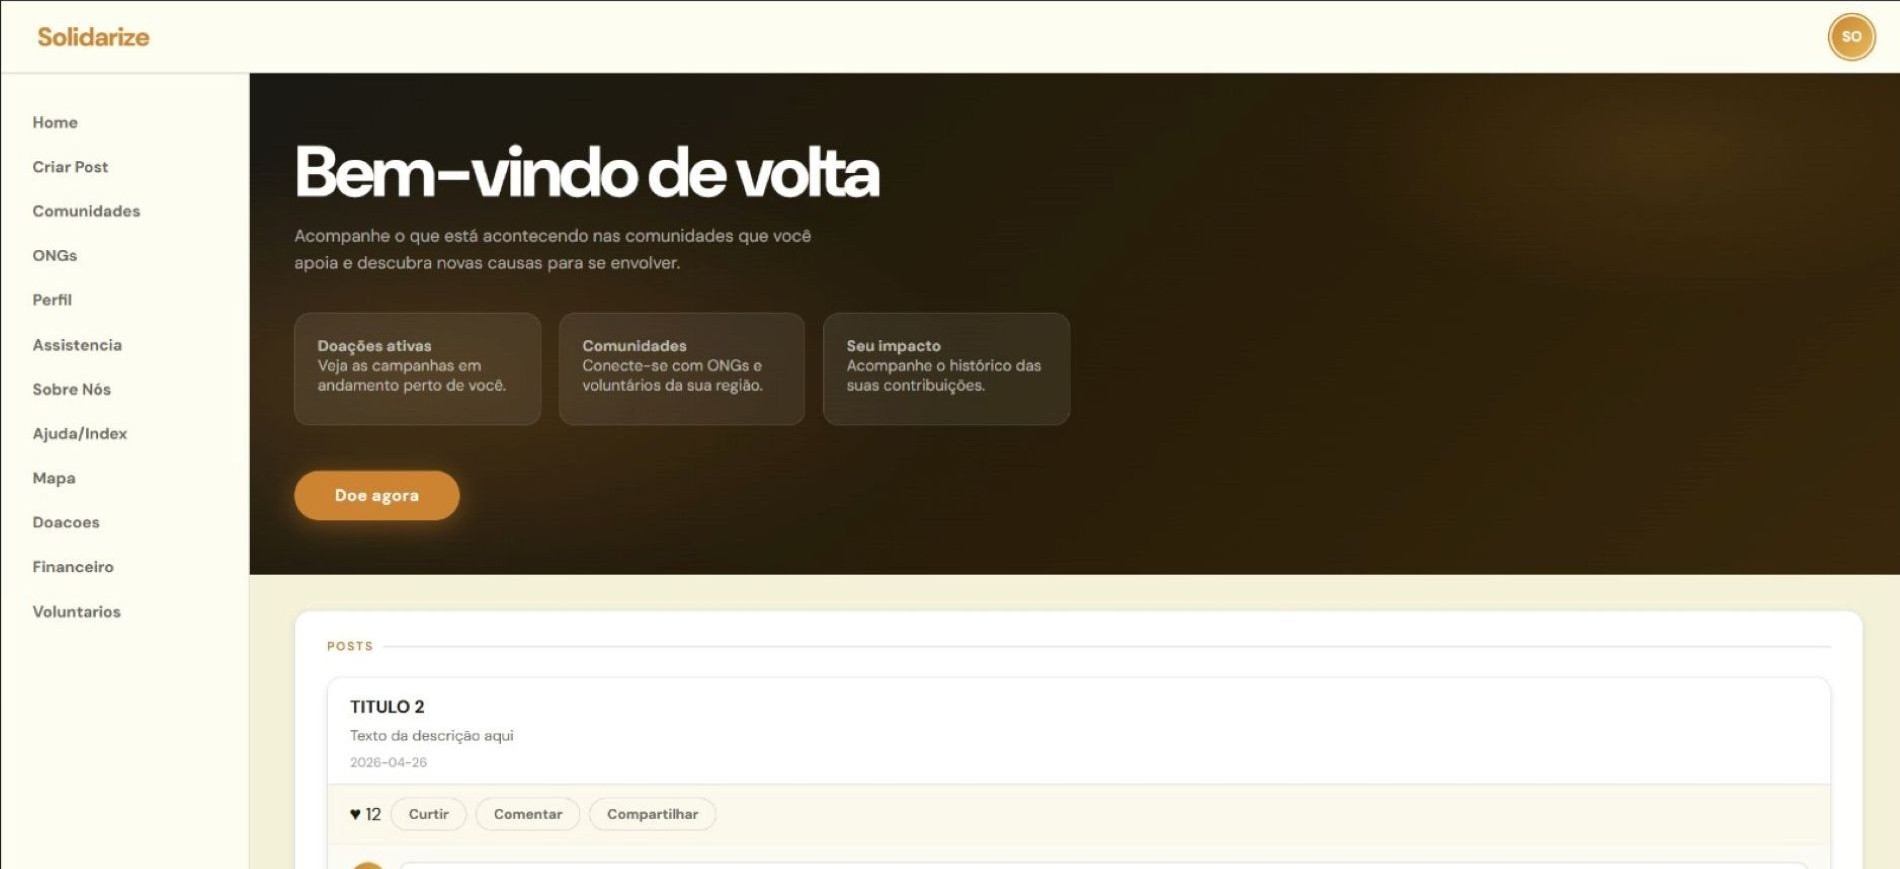 Solidarize
SO
Home
Criar Post
Comunidades
ONGs
Perfil
Assistencia
Sobre Nós
Ajuda/Index
Mapa
Doacoes
Financeiro
Voluntarios
Bem-vindo de volta
Acompanhe o que está acontecendo nas comunidades que você
apoia e descubra novas causas para se envolver.
Doações ativas
Veja as campanhas em
andamento perto de você.
Comunidades
Conecte-se com ONGs e
voluntários da sua região.
Seu impacto
Acompanhe o histórico das
suas contribuições.
Doe agora
POSTS
TITULO 2
Texto da descrição aqui
2026-04-26
♥ 12 Curtir Comentar Compartilhar